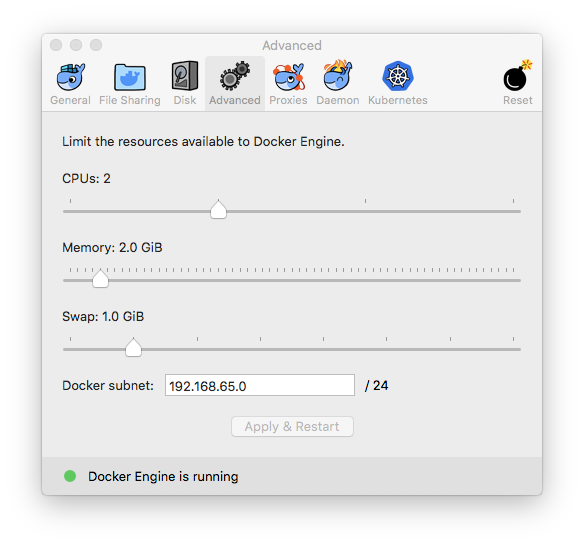 Advanced
General File Sharing Disk Advanced Proxies Daemon Kubernetes Reset
Limit the resources available to Docker Engine.
CPUs: 2
Memory: 2.0 GiB
Swap: 1.0 GiB
Docker subnet: 192.168.65.0 / 24
Apply & Restart
Docker Engine is running